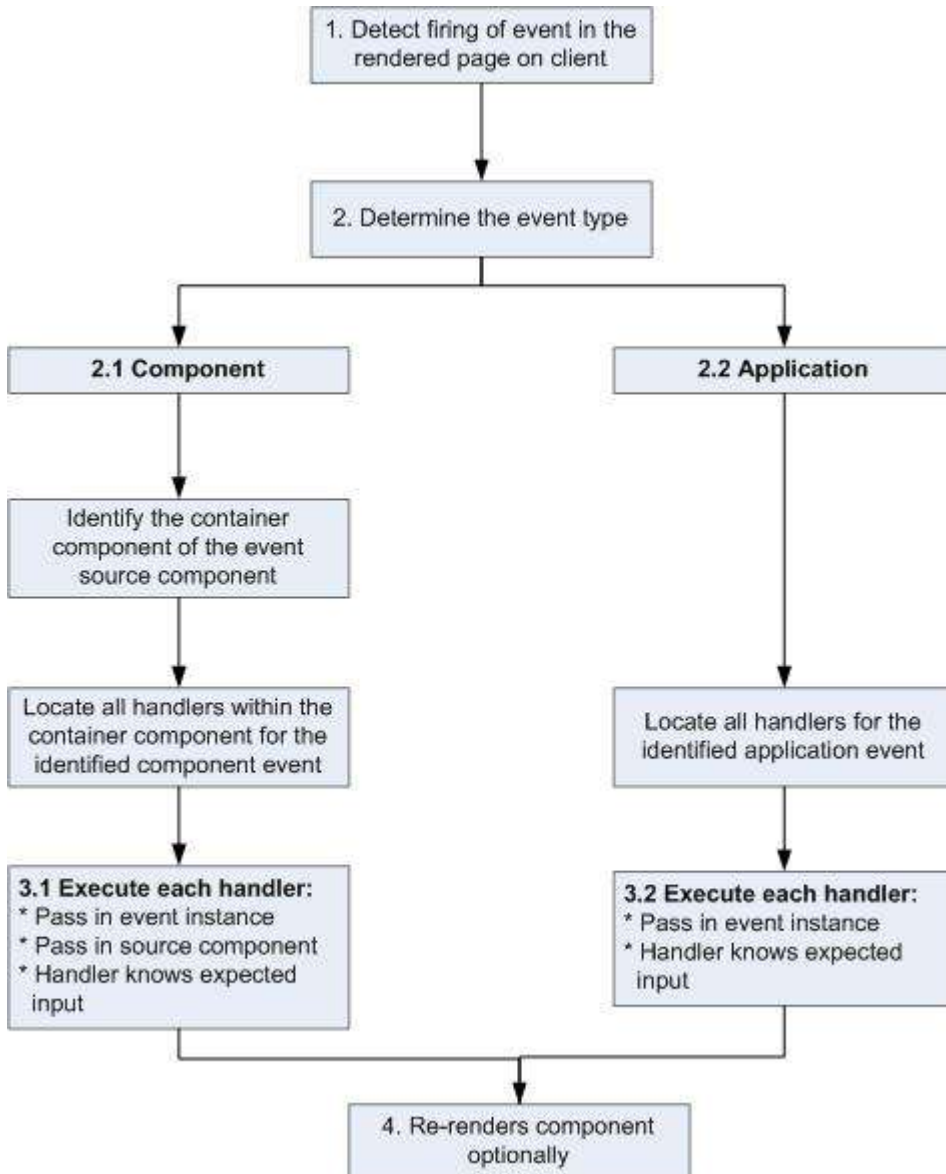 1. Detect firing of event in the
rendered page on client
2. Determine the event type
2.1 Component
2.2 Application
Identify the container
component of the event
source component
Locate all handlers within the
container component for the
identified component event
Locate all handlers for the
identified application event
3.1 Execute each handler:
* Pass in event instance
* Pass in source component
* Handler knows expected
input
3.2 Execute each handler:
* Pass in event instance
* Handler knows expected
input
4. Re-renders component
optionally